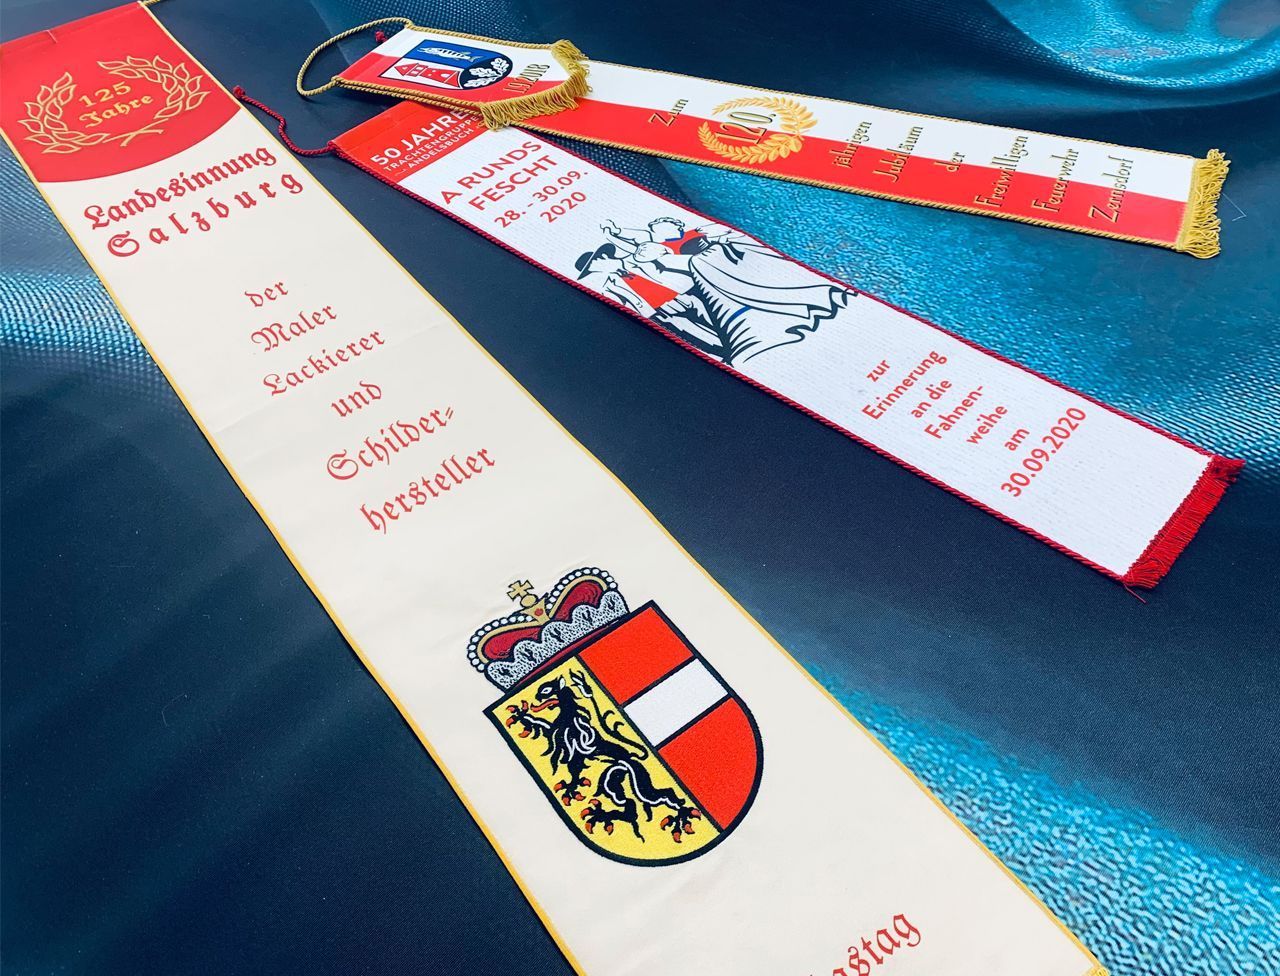 125
Jahre
Landesinnung
Salzburg
der
Maler
Lackierer
und
Schilder-
hersteller
50 JAHRE
TRACHTENGRUPPE
A RUNDS
FESCHT
28. - 30.09.
2020
zur
Erinnerung
an die
Fahnen-
weihe
am
30.09.2020
Zum
120
jährigen
Jubiläum
der
Freiwilligen
Feuerwehr